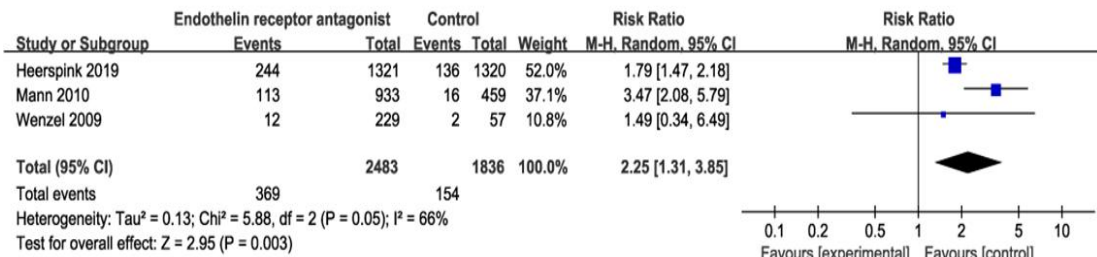 Endothelin receptor antagonist Control Risk Ratio Risk Ratio
Study or Subgroup Events Total Events Total Weight M-H, Random, 95% CI M-H, Random, 95% CI
Heerspink 2019 244 1321 136 1320 52.0% 1.79 [1.47, 2.18]
Mann 2010 113 933 16 459 37.1% 3.47 [2.08, 5.79]
Wenzel 2009 12 229 2 57 10.8% 1.49 [0.34, 6.49]
Total (95% CI) 2483 1836 100.0% 2.25 [1.31, 3.85]
Total events 369 154
Heterogeneity: Tau² = 0.13; Chi² = 5.88, df = 2 (P = 0.05); I² = 66%
Test for overall effect: Z = 2.95 (P = 0.003)
0.1 0.2 0.5 1 2 5 10
Favours [experimental] Favours [control]